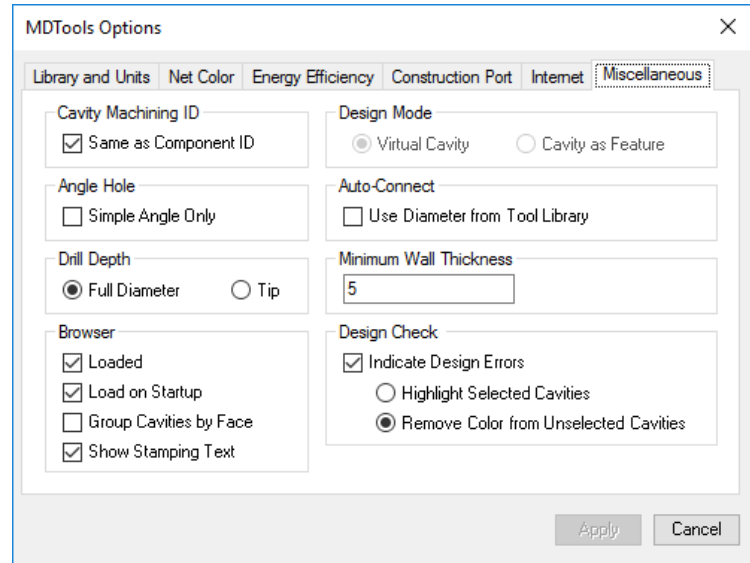 MDTools Options
Library and Units Net Color Energy Efficiency Construction Port Internet Miscellaneous
Cavity Machining ID
Same as Component ID
Design Mode
Virtual Cavity Cavity as Feature
Angle Hole
Simple Angle Only
Auto-Connect
Use Diameter from Tool Library
Drill Depth
Full Diameter Tip
Minimum Wall Thickness
5
Browser
Loaded
Load on Startup
Group Cavities by Face
Show Stamping Text
Design Check
Indicate Design Errors
Highlight Selected Cavities
Remove Color from Unselected Cavities
Apply Cancel